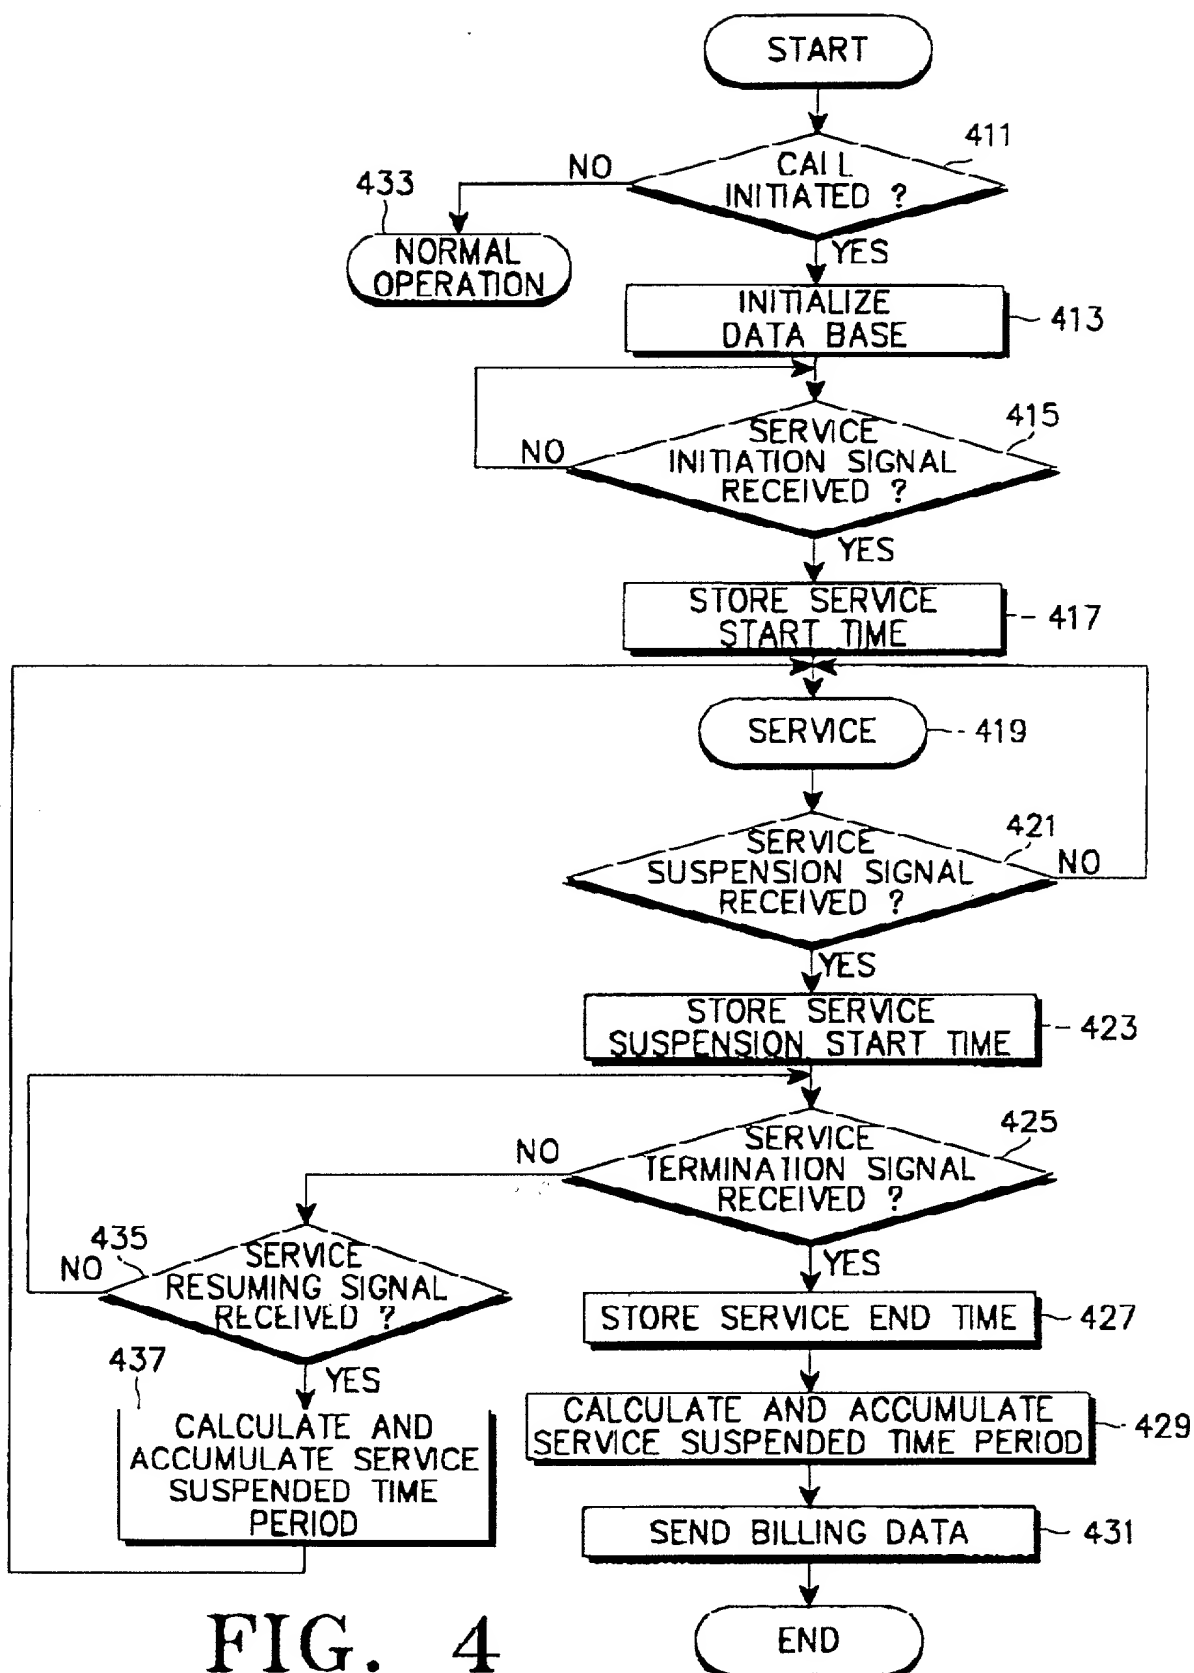 START
411
CALL
INITIATED ?
NO
433
NORMAL
OPERATION
YES
INITIALIZE
DATA BASE
413
415
SERVICE
INITIATION SIGNAL
RECEIVED ?
NO
YES
STORE SERVICE
START TIME
417
SERVICE
419
421
SERVICE
SUSPENSION SIGNAL
RECEIVED ?
NO
YES
STORE SERVICE
SUSPENSION START TIME
423
425
SERVICE
TERMINATION SIGNAL
RECEIVED ?
NO
435
SERVICE
RESUMING SIGNAL
RECEIVED ?
NO
YES
STORE SERVICE END TIME
427
437
YES
CALCULATE AND
ACCUMULATE SERVICE
SUSPENDED TIME
PERIOD
CALCULATE AND ACCUMULATE
SERVICE SUSPENDED TIME PERIOD
429
SEND BILLING DATA
431
END
FIG. 4